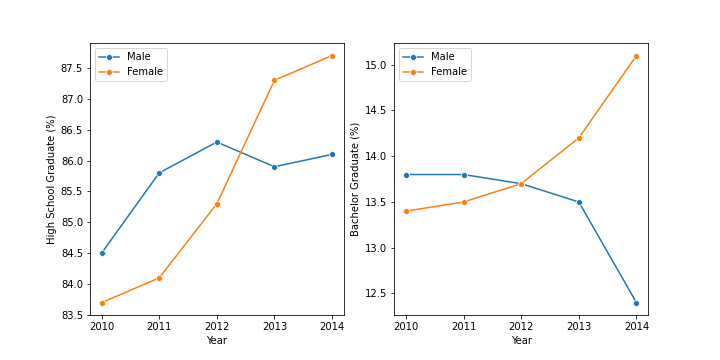 Male
Female
High School Graduate (%)
87.5
87.0
86.5
86.0
85.5
85.0
84.5
84.0
83.5
2010 2011 2012 2013 2014
Year
Male
Female
Bachelor Graduate (%)
15.0
14.5
14.0
13.5
13.0
12.5
2010 2011 2012 2013 2014
Year